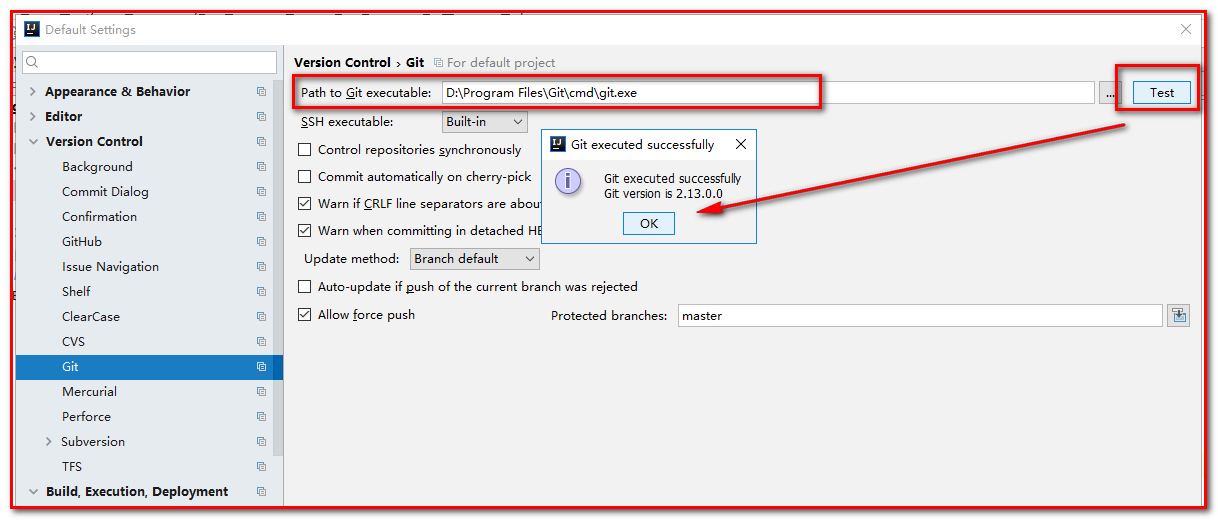 Default Settings
Version Control › Git For default project
Appearance & Behavior
Path to Git executable: D:\Program Files\Git\cmd\git.exe ... Test
Editor
SSH executable: Built-in
Version Control
Git executed successfully
Control repositories synchronously
Background
Commit automatically on cherry-pick
Git executed successfully
Commit Dialog
Git version is 2.13.0.0
Warn if CRLF line separators are about
Confirmation
OK
Warn when committing in detached HE
GitHub
Update method: Branch default
Issue Navigation
Auto-update if push of the current branch was rejected
Shelf
Allow force push Protected branches: master
ClearCase
CVS
Git
Mercurial
Perforce
Subversion
TFS
Build, Execution, Deployment